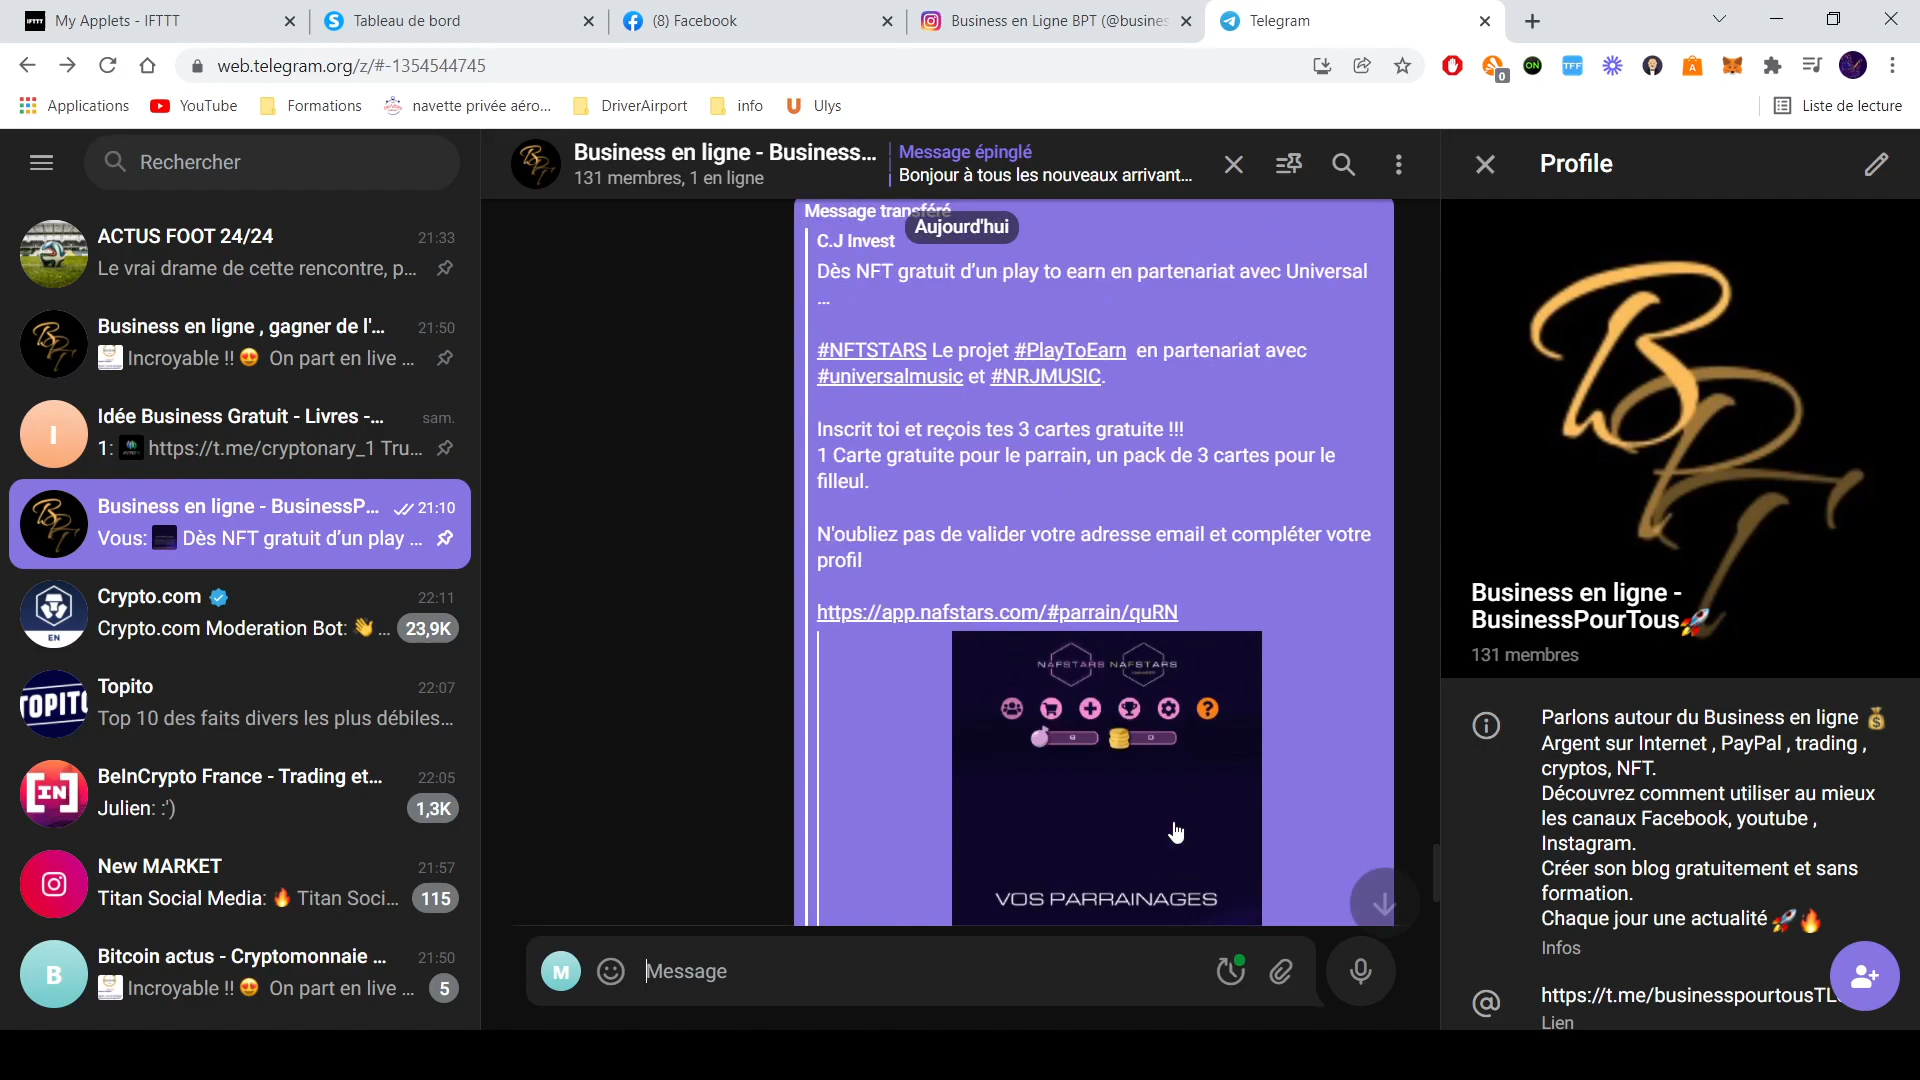 My Applets - IFTTT
Tableau de bord
(8) Facebook
Business en Ligne BPT (@busines
Telegram
web.telegram.org/z/#-1354544745
0
ON
TFF
Applications
YouTube
Formations
navette privée aéro...
DriverAirport
info
Ulys
Liste de lecture
Rechercher
ACTUS FOOT 24/24
21:33
Le vrai drame de cette rencontre, p...
Business en ligne , gagner de l'...
21:50
Incroyable !! 😍 On part en live ...
I
Idée Business Gratuit - Livres -...
sam.
1: https://t.me/cryptonary_1 Tru...
Business en ligne - BusinessP...
21:10
Vous: Dès NFT gratuit d’un play ...
EN
Crypto.com
22:11
Crypto.com Moderation Bot: 👋 ...
23,9K
TOPITO
Topito
22:07
Top 10 des faits divers les plus débiles...
IN
BeInCrypto France - Trading et...
22:05
Julien: :')
1,3K
New MARKET
21:57
Titan Social Media: 🔥 Titan Soci...
115
B
Bitcoin actus - Cryptomonnaie ...
21:50
Incroyable !! 😍 On part en live ...
5
Business en ligne - Business...
131 membres, 1 en ligne
Message épinglé
Bonjour à tous les nouveaux arrivant...
Message transféré
Aujourd'hui
C.J Invest
Dès NFT gratuit d’un play to earn en partenariat avec Universal
...
#NFTSTARS Le projet #PlayToEarn en partenariat avec
#universalmusic et #NRJMUSIC.
Inscrit toi et reçois tes 3 cartes gratuite !!!
1 Carte gratuite pour le parrain, un pack de 3 cartes pour le
filleul.
N'oubliez pas de valider votre adresse email et compléter votre
profil
https://app.nafstars.com/#parrain/quRN
NAFSTARS NAFSTARS
?
0
VOS PARRAINAGES
M
Message
Profile
BPT
Business en ligne -
BusinessPourTous🚀
131 membres
Parlons autour du Business en ligne 💰
Argent sur Internet , PayPal , trading ,
cryptos, NFT.
Découvrez comment utiliser au mieux
les canaux Facebook, youtube ,
Instagram.
Créer son blog gratuitement et sans
formation.
Chaque jour une actualité 🚀🔥
Infos
https://t.me/businesspourtousTL
Lien